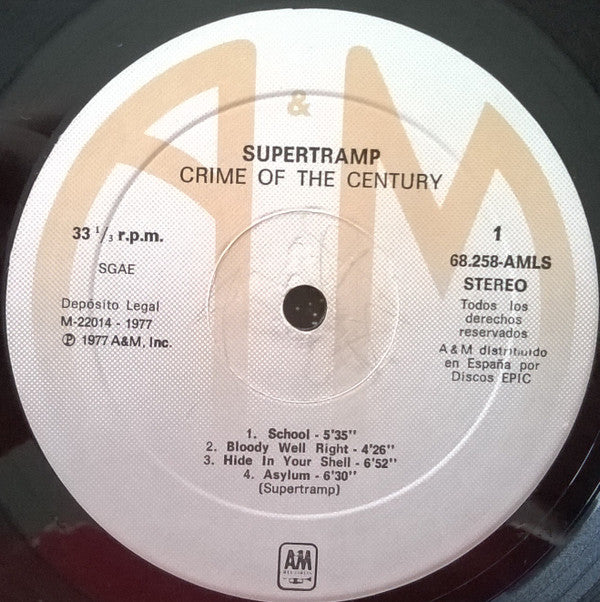 A&M
SUPERTRAMP
CRIME OF THE CENTURY
33 1/3 r.p.m.
SGAE
Depósito Legal
M-22014 - 1977
Ⓟ 1977 A&M, Inc.
1
68.258-AMLS
STEREO
Todos los
derechos
reservados
A & M distribuido
en España por
Discos EPIC
1. School - 5'35"
2. Bloody Well Right - 4'26"
3. Hide In Your Shell - 6'52"
4. Asylum - 6'30"
(Supertramp)
AM